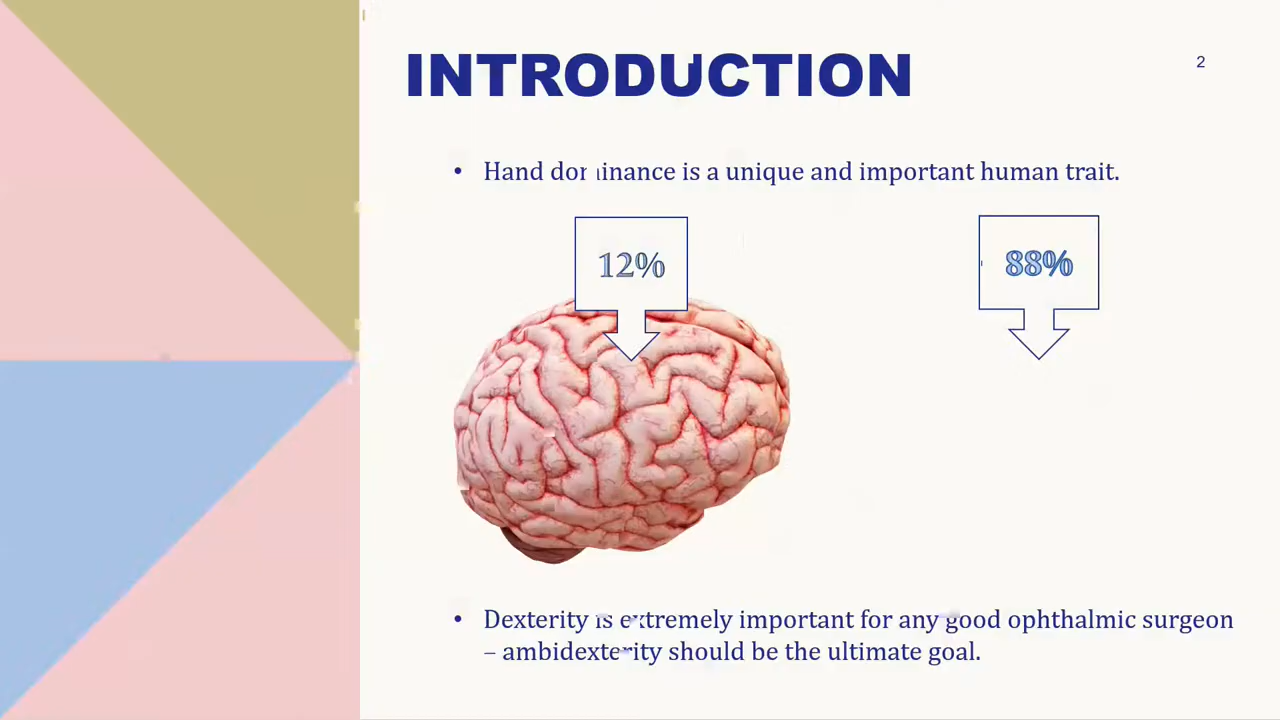 INTRODUCTION
2
• Hand dominance is a unique and important human trait.
12%
88%
• Dexterity is extremely important for any good ophthalmic surgeon
– ambidexterity should be the ultimate goal.